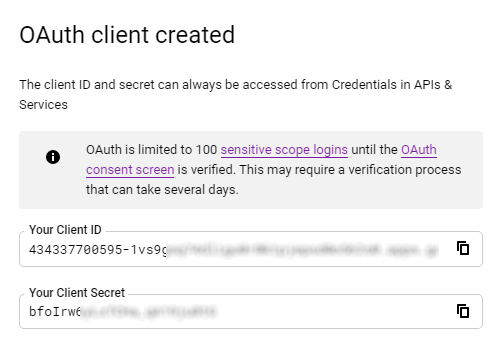 OAuth client created
The client ID and secret can always be accessed from Credentials in APIs &
Services
OAuth is limited to 100 sensitive scope logins until the OAuth
consent screen is verified. This may require a verification process
that can take several days.
Your Client ID
434337700595-1vs9g
Your Client Secret
bfoIrw6